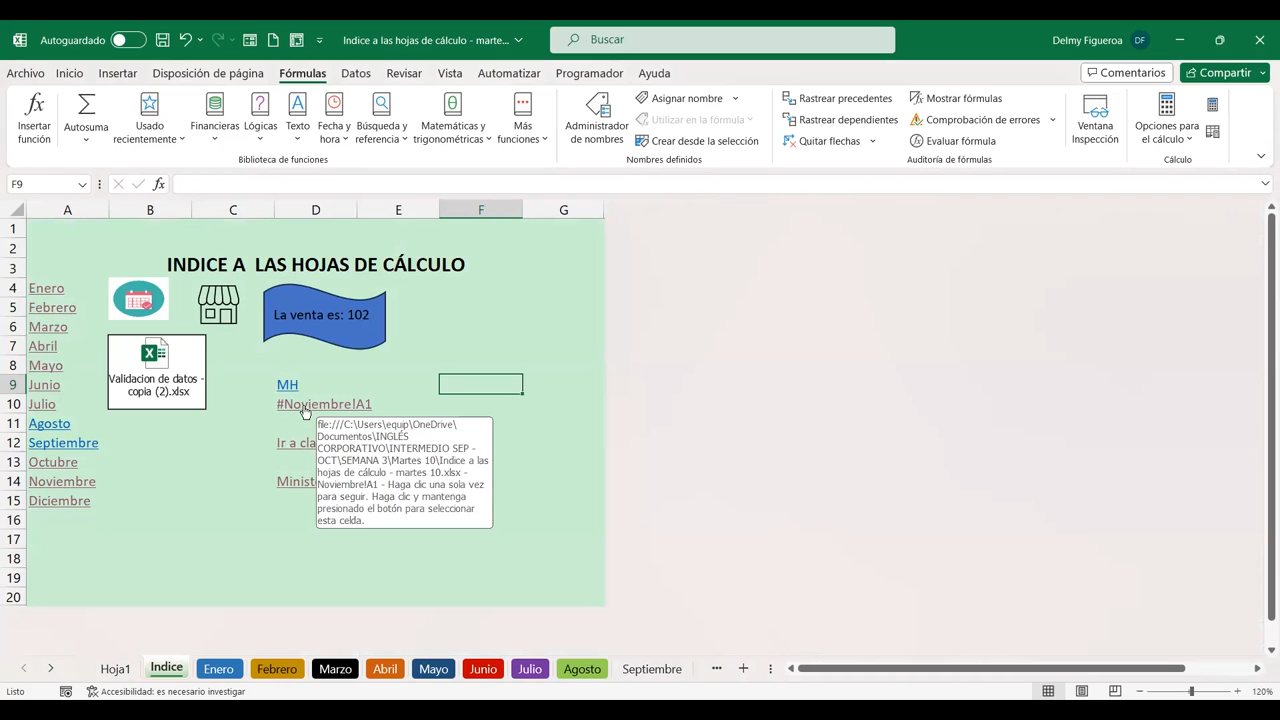 Autoguardado
Indice a las hojas de cálculo - marte...
Buscar
Delmy Figueroa
DF
Archivo Inicio Insertar Disposición de página Fórmulas Datos Revisar Vista Automatizar Programador Ayuda
Comentarios
Compartir
Insertar función
Autosuma
Usado recientemente
Financieras
Lógicas
Texto
Fecha y hora
Búsqueda y referencia
Matemáticas y trigonométricas
Más funciones
Biblioteca de funciones
Administrador de nombres
Asignar nombre
Utilizar en la fórmula
Crear desde la selección
Nombres definidos
Rastrear precedentes
Rastrear dependientes
Quitar flechas
Mostrar fórmulas
Comprobación de errores
Evaluar fórmula
Auditoría de fórmulas
Ventana Inspección
Opciones para el cálculo
Cálculo
F9
fx
A B C D E F G
1
2
3
4
5
6
7
8
9
10
11
12
13
14
15
16
17
18
19
20
INDICE A LAS HOJAS DE CÁLCULO
Enero
Febrero
Marzo
Abril
Mayo
Junio
Julio
Agosto
Septiembre
Octubre
Noviembre
Diciembre
La venta es: 102
Validacion de datos -
copia (2).xlsx
MH
#Noviembre!A1
Ir a cla
Minist
file:///C:\Users\equip\OneDrive\
Documentos\INGLÉS
CORPORATIVO\INTERMEDIO SEP -
OCT\SEMANA 3\Martes 10\Indice a las
hojas de cálculo - martes 10.xlsx -
Noviembre!A1 - Haga clic una sola vez
para seguir. Haga clic y mantenga
presionado el botón para seleccionar
esta celda.
Hoja1 Indice Enero Febrero Marzo Abril Mayo Junio Julio Agosto Septiembre
Listo
Accesibilidad: es necesario investigar
120%